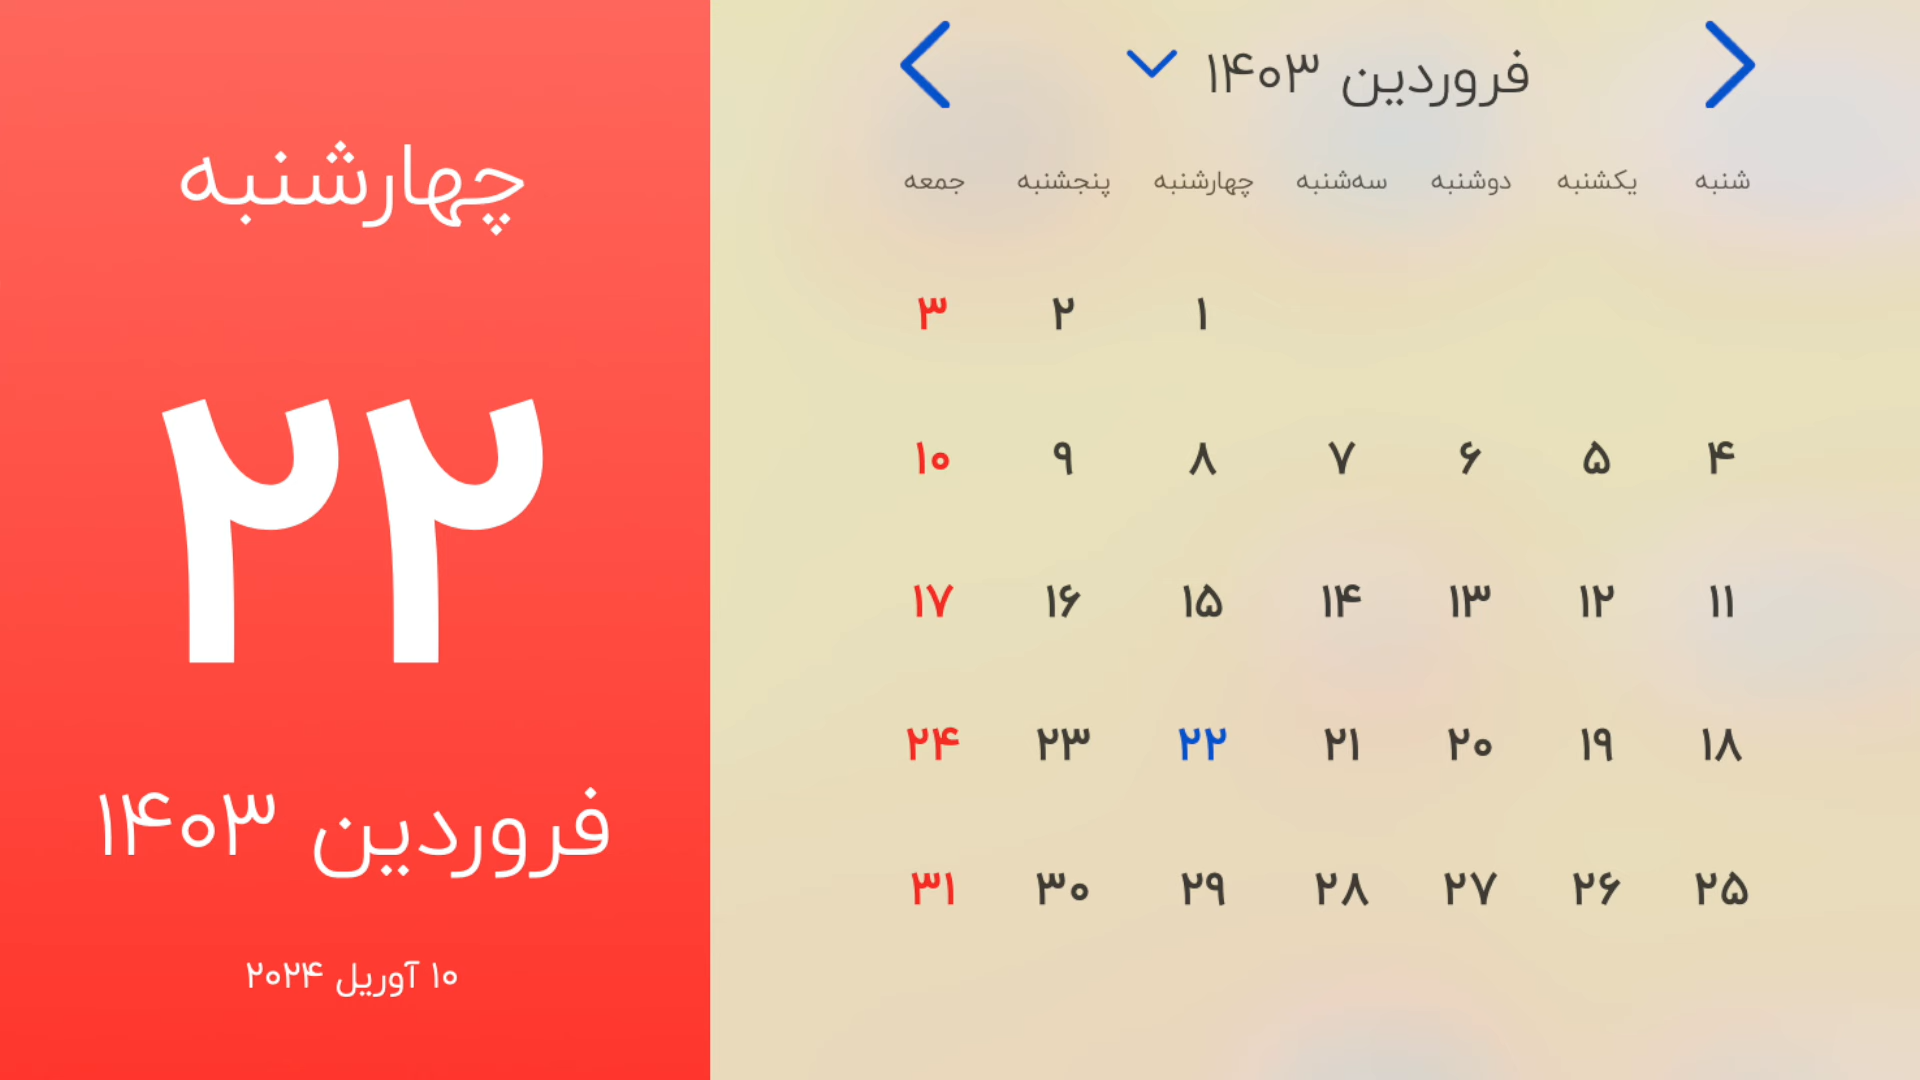 چهارشنبه
۲۲
فروردین ۱۴۰۳
۱۰ آوریل ۲۰۲۴
فروردین ۱۴۰۳
شنبه یکشنبه دوشنبه سه‌شنبه چهارشنبه پنجشنبه جمعه
۱ ۲ ۳
۴ ۵ ۶ ۷ ۸ ۹ ۱۰
۱۱ ۱۲ ۱۳ ۱۴ ۱۵ ۱۶ ۱۷
۱۸ ۱۹ ۲۰ ۲۱ ۲۲ ۲۳ ۲۴
۲۵ ۲۶ ۲۷ ۲۸ ۲۹ ۳۰ ۳۱